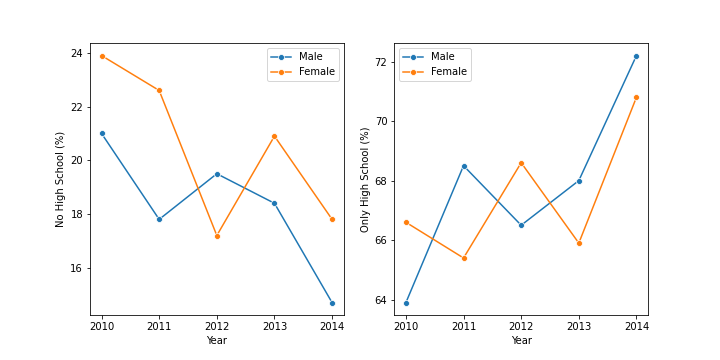 24
22
20
18
16
No High School (%)
2010 2011 2012 2013 2014
Year
Male
Female
72
70
68
66
64
Only High School (%)
2010 2011 2012 2013 2014
Year
Male
Female